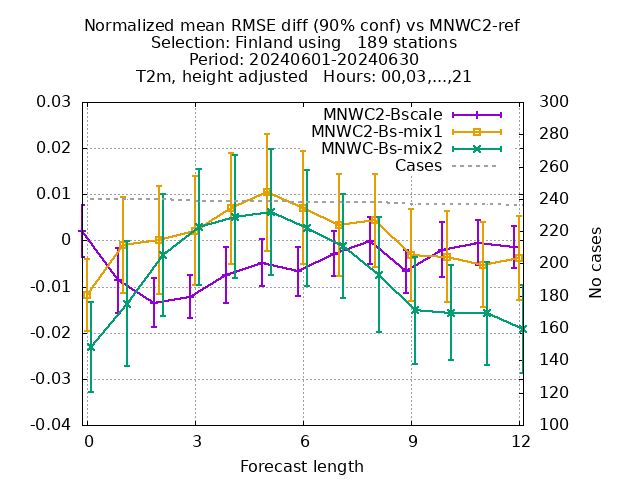 Normalized mean RMSE diff (90% conf) vs MNWC2-ref
Selection: Finland using   189 stations
Period: 20240601-20240630
T2m, height adjusted   Hours: 00,03,...,21
MNWC2-Bscale
MNWC2-Bs-mix1
MNWC-Bs-mix2
Cases
0.03
0.02
0.01
0
-0.01
-0.02
-0.03
-0.04
300
280
260
240
220
200
180
160
140
120
100
No cases
0 3 6 9 12
Forecast length